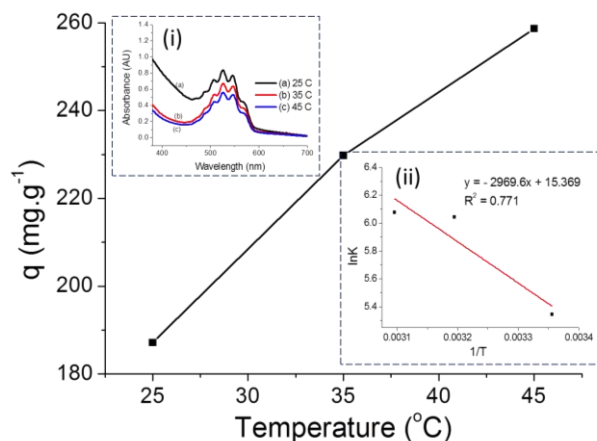 260
240
220
200
180
q (mg.g⁻¹)
25
30
35
40
45
Temperature (°C)
(i)
1.4
1.2
1.0
0.8
0.6
0.4
0.2
0.0
Absorbance (AU)
(a)
(b)
(c)
(a) 25 C
(b) 35 C
(c) 45 C
400
500
600
700
Wavelength (nm)
(ii)
y = - 2969.6x + 15.369
R² = 0.771
6.4
6.2
6.0
5.8
5.6
5.4
lnK
0.0031
0.0032
0.0033
0.0034
1/T